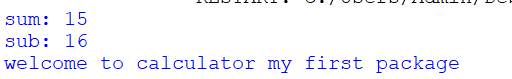 sum: 15
sub: 16
welcome to calculator my first package